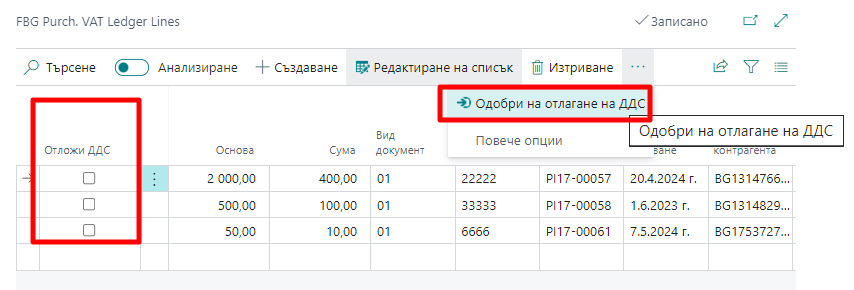 FBG Purch. VAT Ledger Lines
Записано
Търсене
Анализиране
Създаване
Редактиране на списък
Изтриване
Одобри на отлагане на ДДС
Повече опции
Одобри на отлагане на ДДС
Отложи ДДС
Основа
Сума
Вид
документ
ване
контрагента
2 000,00 400,00 01 22222 PI17-00057 20.4.2024 г. BG1314766...
500,00 100,00 01 33333 PI17-00058 1.6.2023 г. BG1314829...
50,00 10,00 01 6666 PI17-00061 7.5.2024 г. BG1753727...